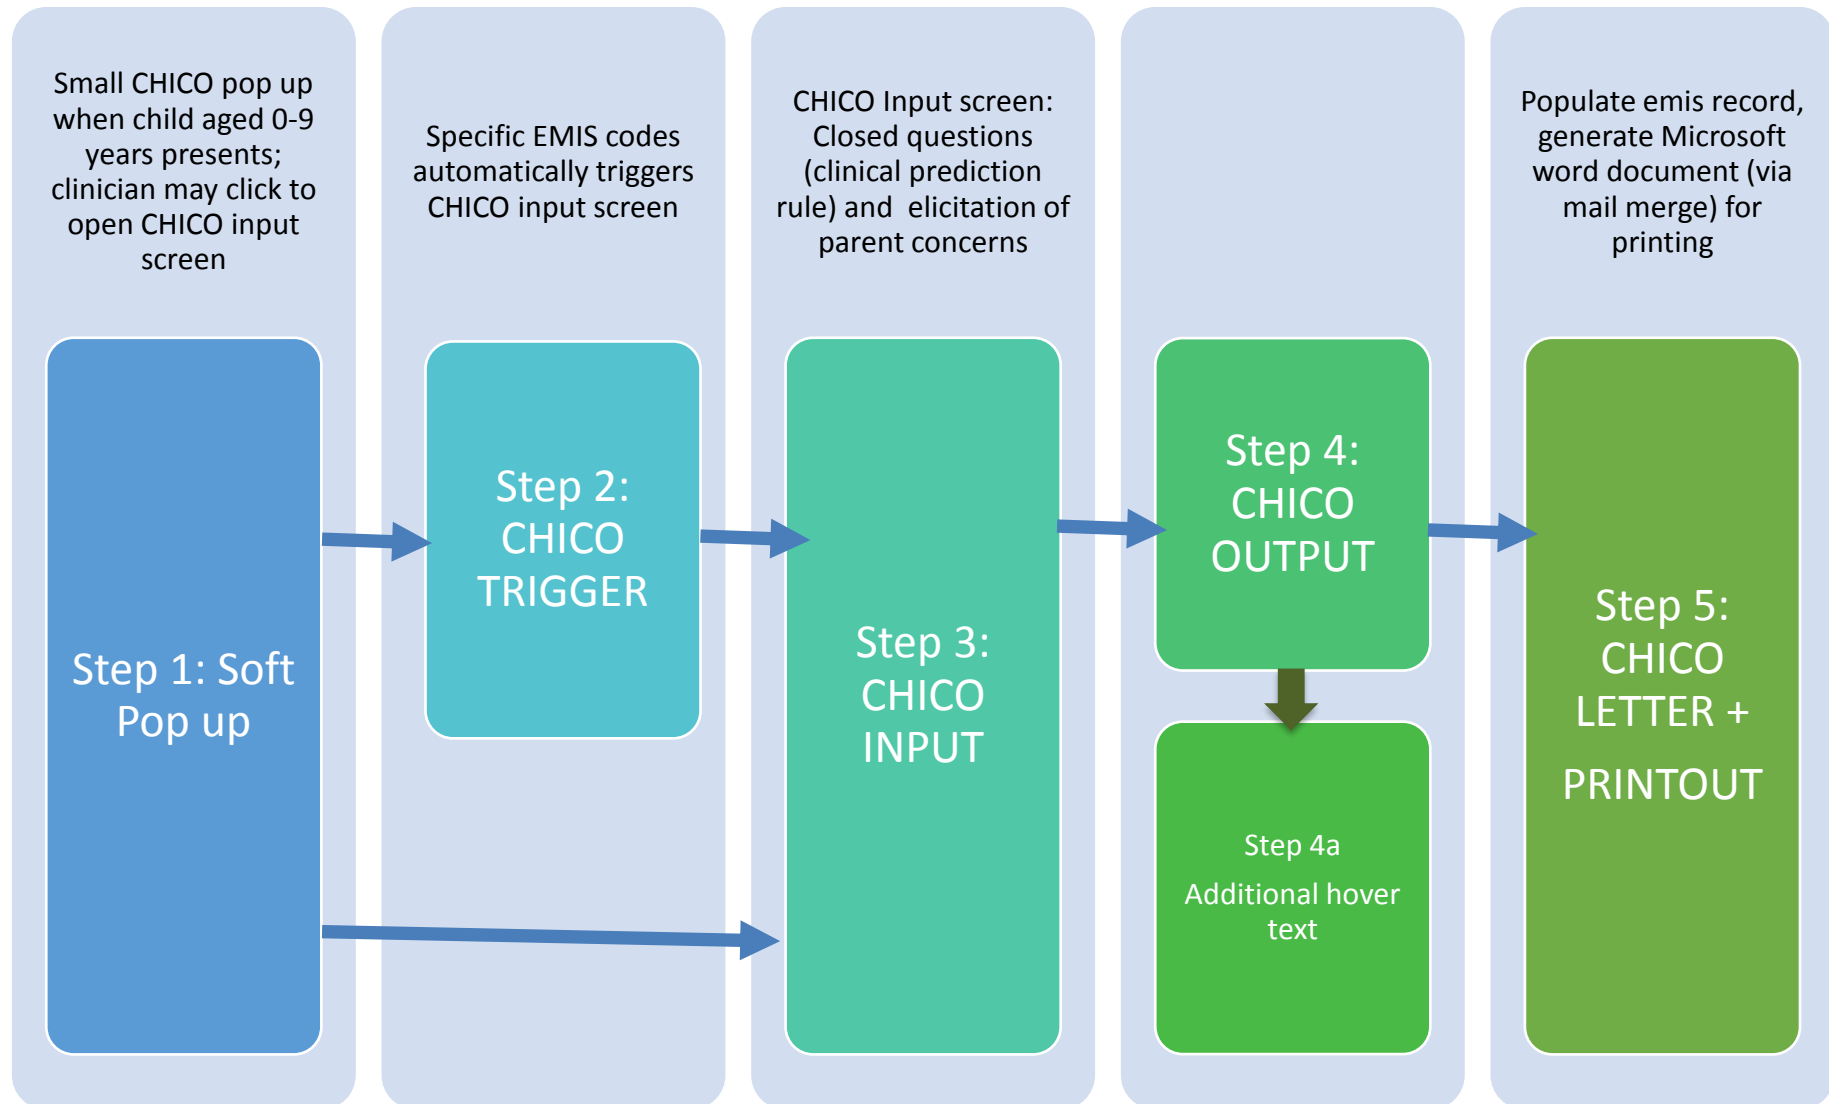 Small CHICO pop up
when child aged 0-9
years presents;
clinician may click to
open CHICO input
screen
Step 1: Soft
Pop up
Specific EMIS codes
automatically triggers
CHICO input screen
Step 2:
CHICO
TRIGGER
CHICO Input screen:
Closed questions
(clinical prediction
rule) and elicitation of
parent concerns
Step 3:
CHICO
INPUT
Step 4:
CHICO
OUTPUT
Step 4a
Additional hover
text
Populate emis record,
generate Microsoft
word document (via
mail merge) for
printing
Step 5:
CHICO
LETTER +
PRINTOUT